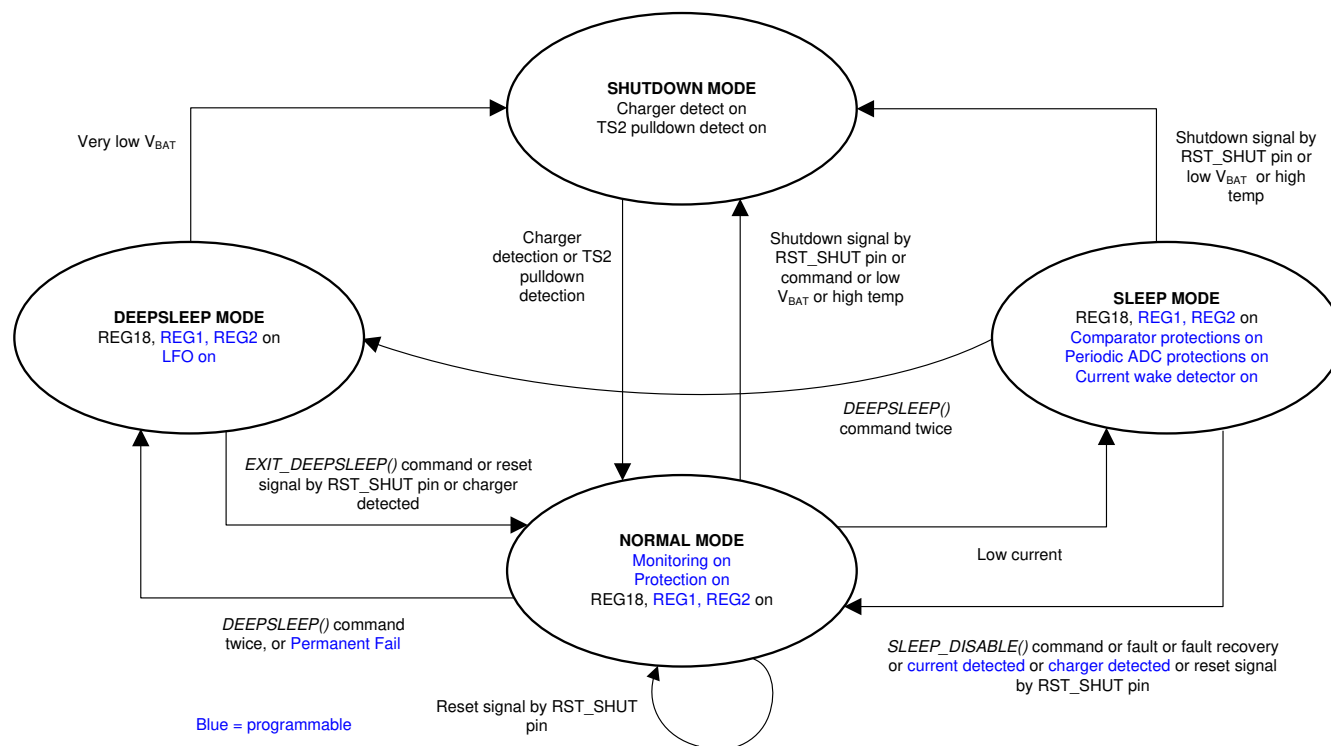 SHUTDOWN MODE
Charger detect on
TS2 pulldown detect on
Very low VBAT
Shutdown signal by
RST_SHUT pin or
low VBAT or high
temp
Charger
detection or TS2
pulldown
detection
Shutdown signal by
RST_SHUT pin or
command or low
VBAT or high temp
DEEPSLEEP MODE
REG18, REG1, REG2 on
LFO on
SLEEP MODE
REG18, REG1, REG2 on
Comparator protections on
Periodic ADC protections on
Current wake detector on
DEEPSLEEP()
command twice
EXIT_DEEPSLEEP() command or reset
signal by RST_SHUT pin or charger
detected
NORMAL MODE
Monitoring on
Protection on
REG18, REG1, REG2 on
Low current
DEEPSLEEP() command
twice, or Permanent Fail
SLEEP_DISABLE() command or fault or fault recovery
or current detected or charger detected or reset signal
by RST_SHUT pin
Reset signal by RST_SHUT
pin
Blue = programmable